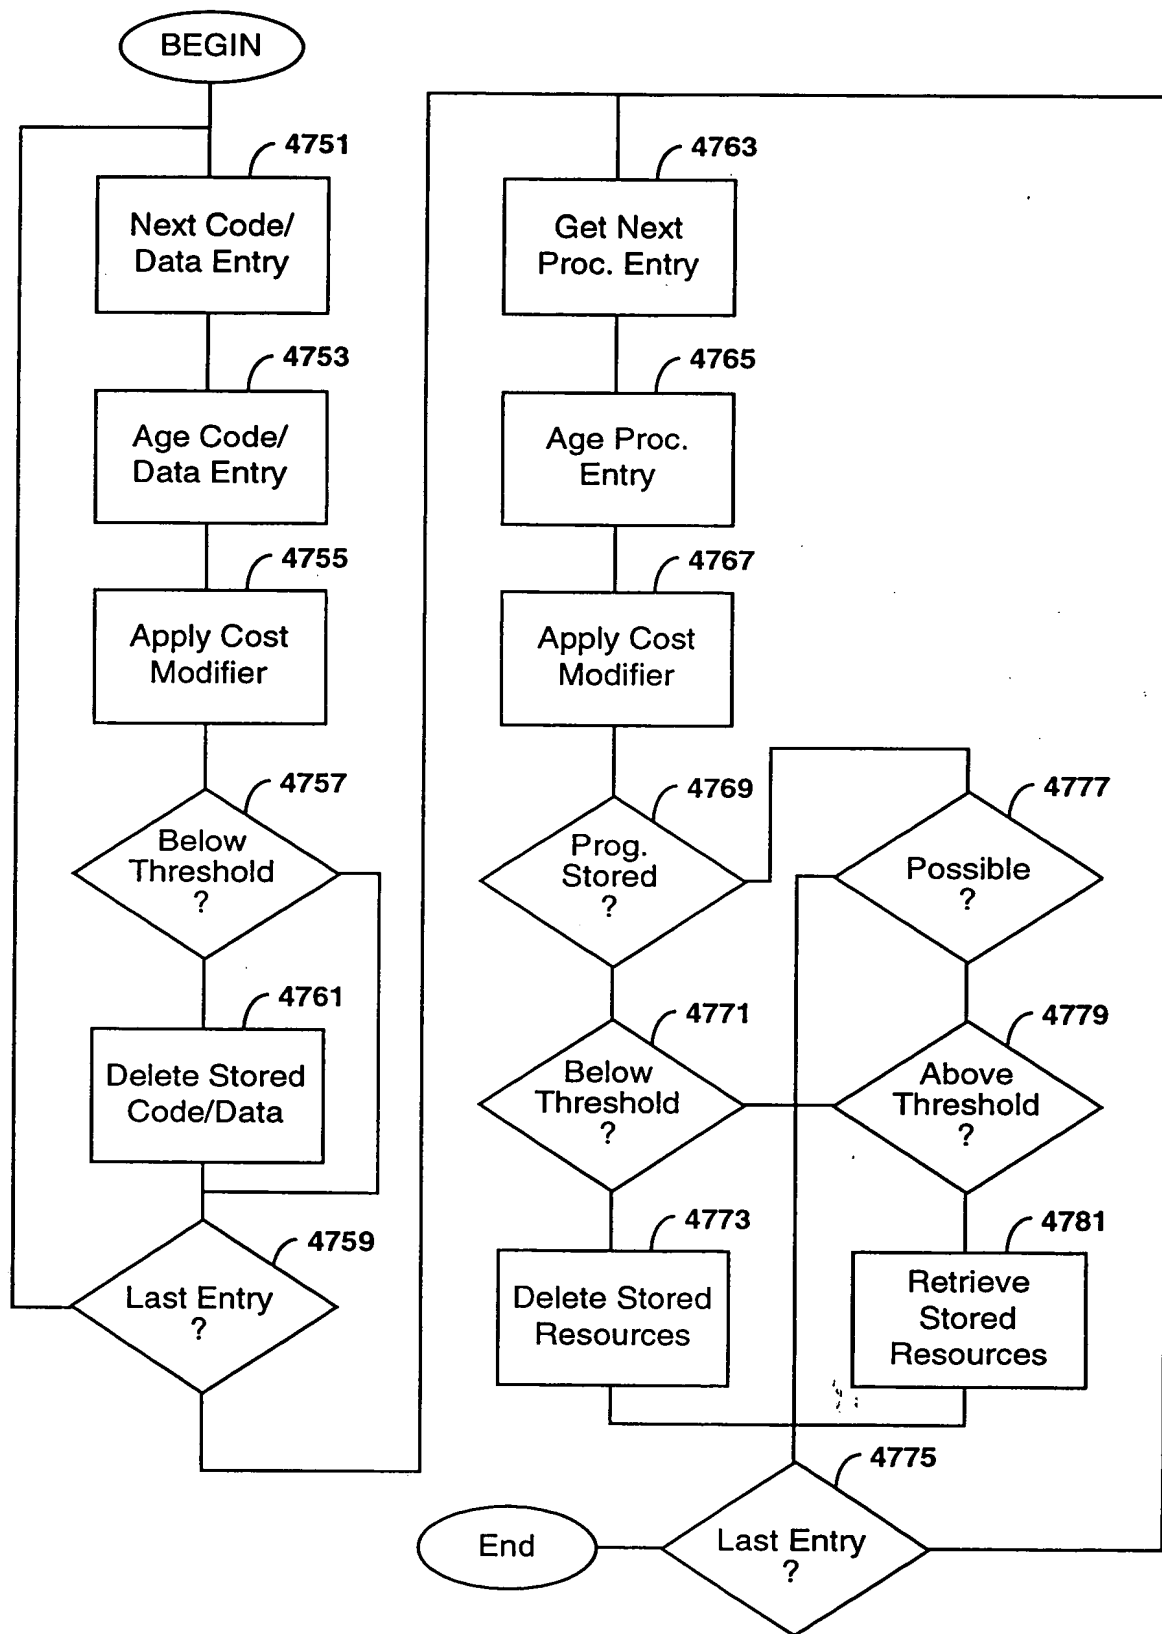 BEGIN
4751
Next Code/
Data Entry
4753
Age Code/
Data Entry
4755
Apply Cost
Modifier
4757
Below
Threshold
?
4761
Delete Stored
Code/Data
4759
Last Entry
?
4763
Get Next
Proc. Entry
4765
Age Proc.
Entry
4767
Apply Cost
Modifier
4769
Prog.
Stored
?
4777
Possible
?
4771
Below
Threshold
?
4779
Above
Threshold
?
4773
Delete Stored
Resources
4781
Retrieve
Stored
Resources
4775
Last Entry
?
End